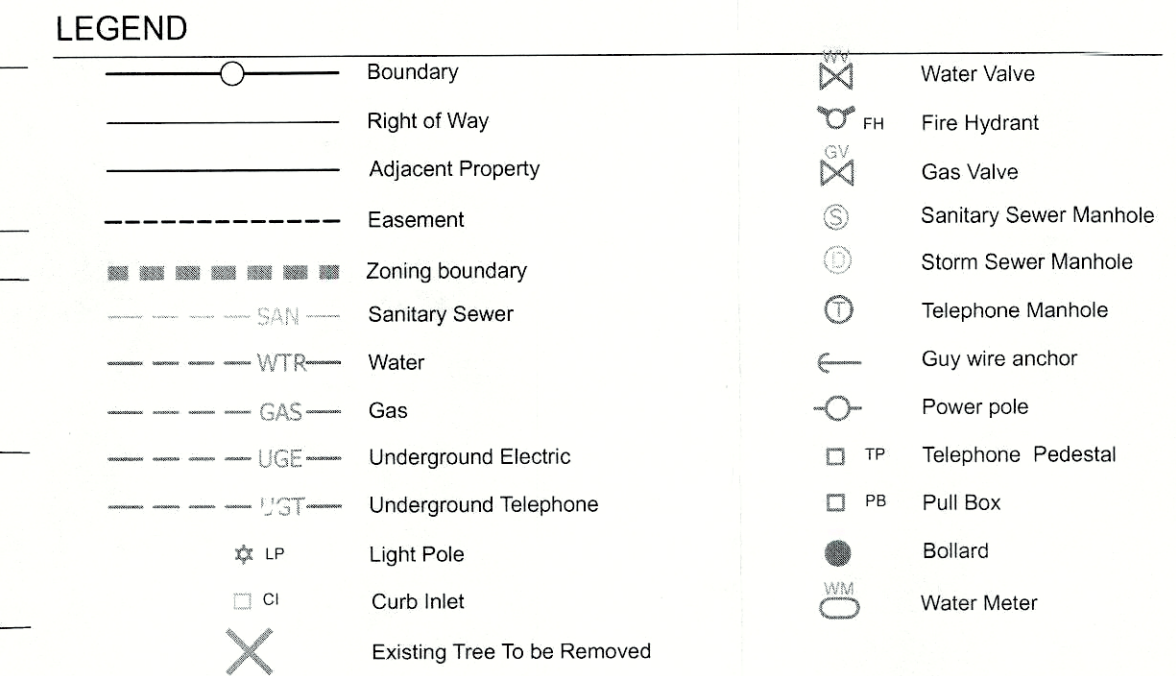 LEGEND
Boundary
Right of Way
Adjacent Property
Easement
Zoning boundary
SAN Sanitary Sewer
WTR Water
GAS Gas
UGE Underground Electric
UGT Underground Telephone
LP Light Pole
CI Curb Inlet
Existing Tree To be Removed
WV
Water Valve
FH Fire Hydrant
GV
Gas Valve
S Sanitary Sewer Manhole
D Storm Sewer Manhole
T Telephone Manhole
Guy wire anchor
Power pole
TP Telephone Pedestal
PB Pull Box
Bollard
WM
Water Meter